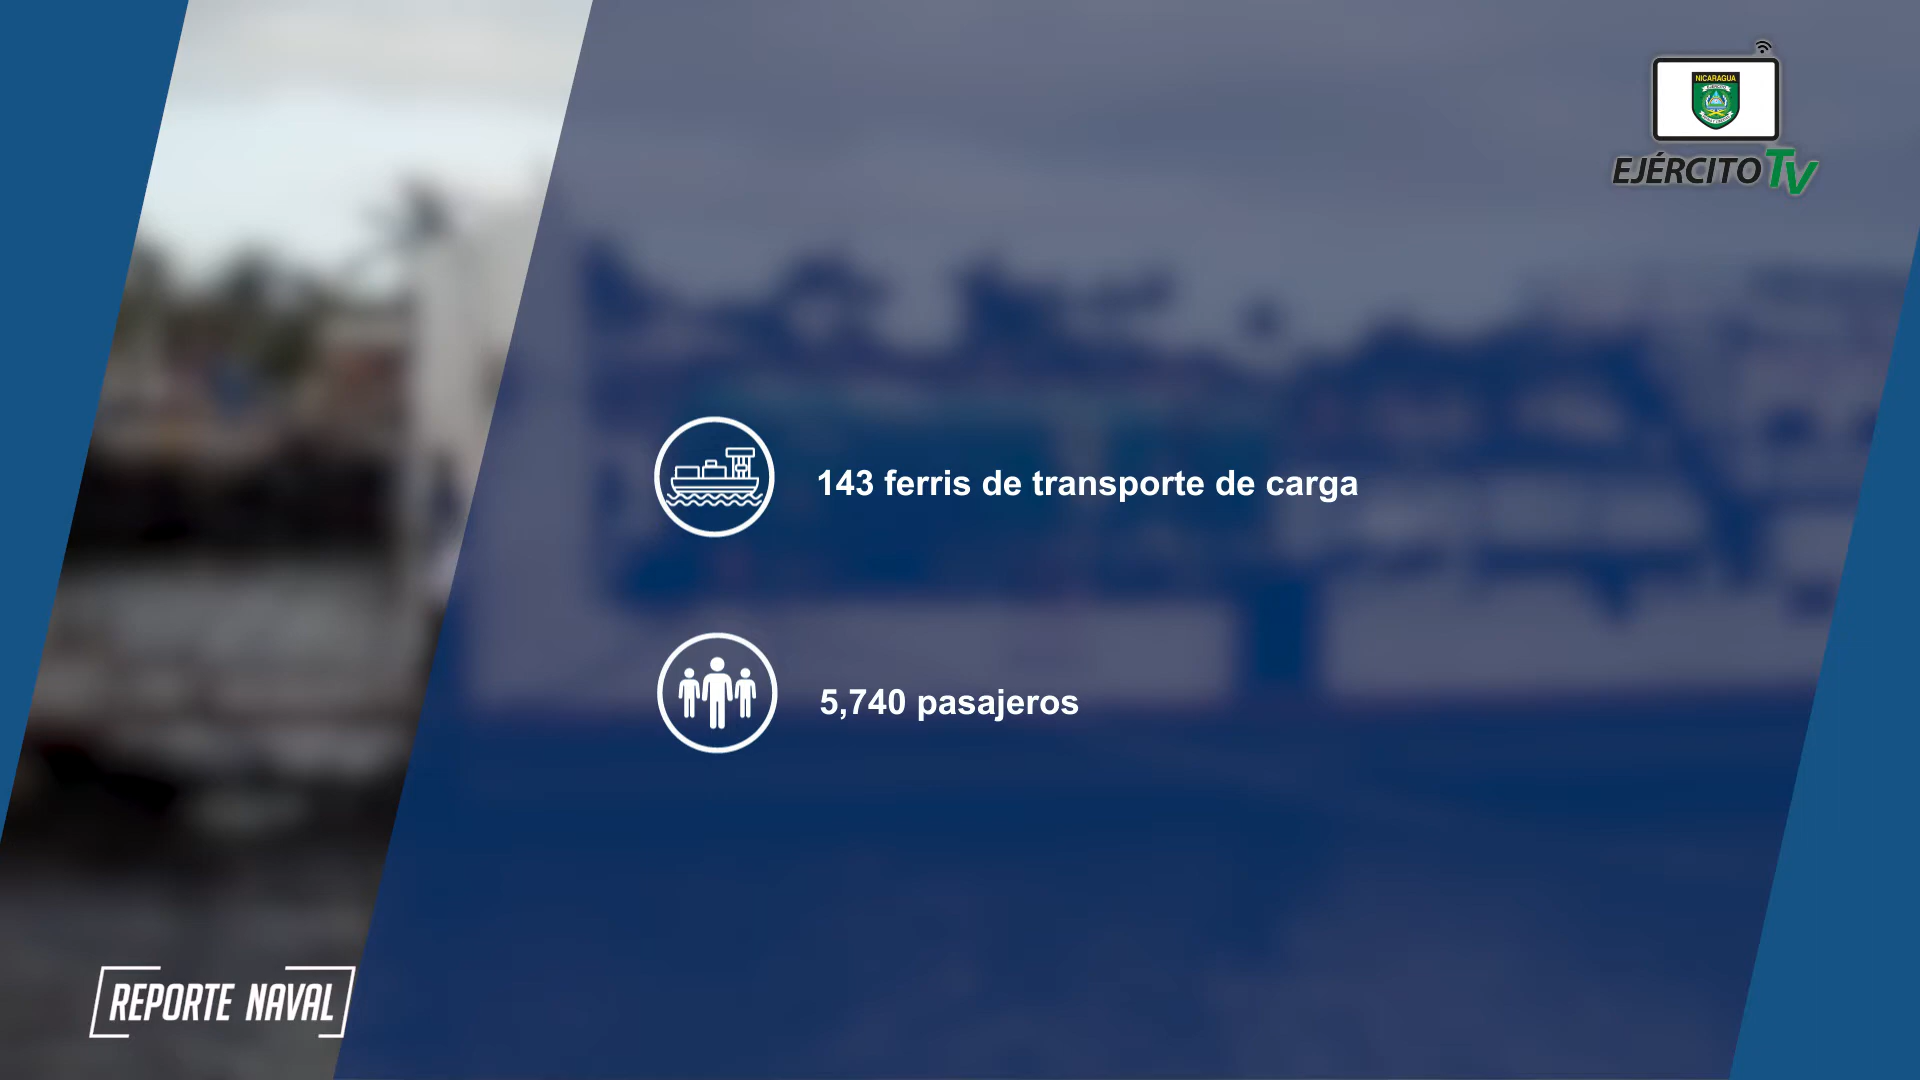 NICARAGUA
EJÉRCITO TV
143 ferris de transporte de carga
5,740 pasajeros
REPORTE NAVAL